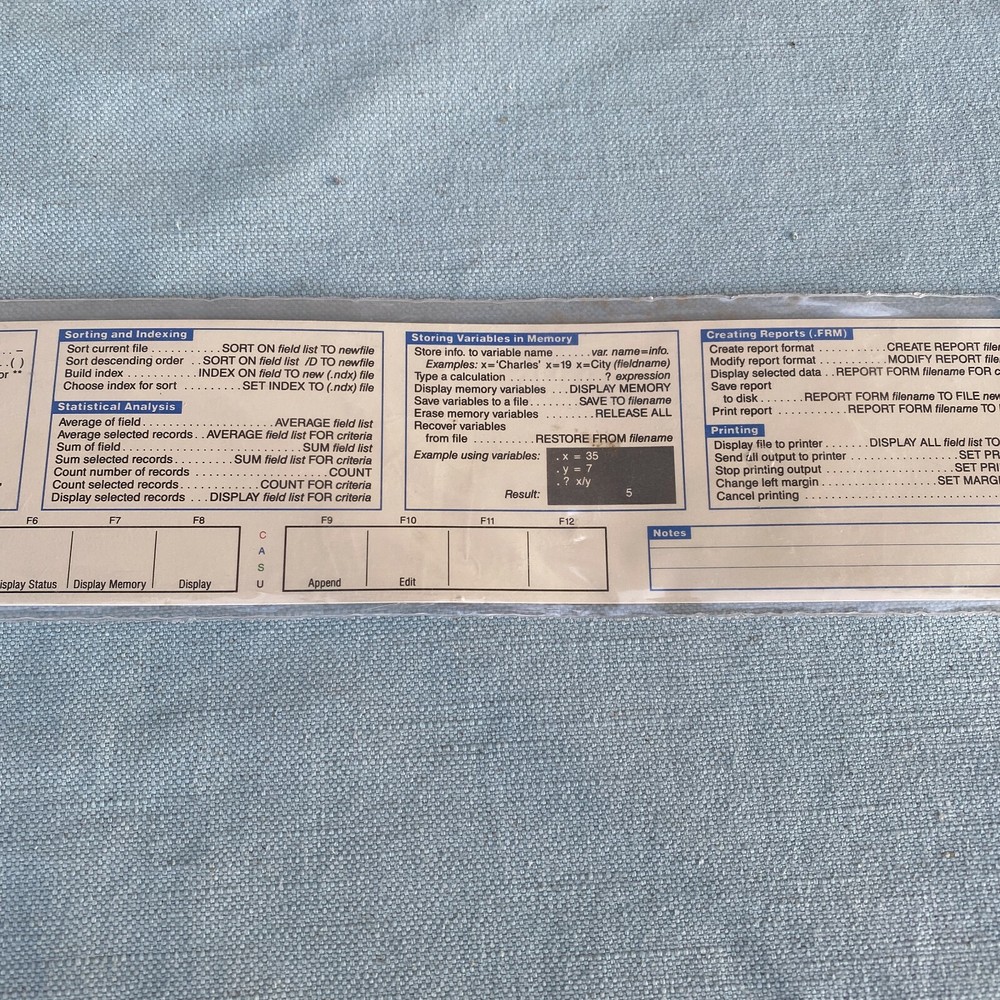 . . . –
. . ( )
or **
Sorting and Indexing
Sort current file . . . . . . . . . . . SORT ON field list TO newfile
Sort descending order . . SORT ON field list /D TO newfile
Build index . . . . . . . . . . . INDEX ON field TO new (.ndx) file
Choose index for sort . . . . . . . SET INDEX TO (.ndx) file
Statistical Analysis
Average of field . . . . . . . . . . . . . . AVERAGE field list
Average selected records . . AVERAGE field list FOR criteria
Sum of field . . . . . . . . . . . . . . . . . . . SUM field list
Sum selected records . . . . . . SUM field list FOR criteria
Count number of records . . . . . . . . . . . . . . COUNT
Count selected records . . . . . . . . COUNT FOR criteria
Display selected records . . . DISPLAY field list FOR criteria
Storing Variables in Memory
Store info. to variable name . . . . . . var. name=info.
Examples: x='Charles' x=19 x=City (fieldname)
Type a calculation . . . . . . . . . . . . . . . ? expression
Display memory variables . . . DISPLAY MEMORY
Save variables to a file . . . . . SAVE TO filename
Erase memory variables . . . . . . . RELEASE ALL
Recover variables
from file . . . . . . . . . RESTORE FROM filename
Example using variables:
. x = 35
. y = 7
. ? x/y
Result: 5
Creating Reports (.FRM)
Create report format . . . . . . . . . . CREATE REPORT
Modify report format . . . . . . . . . . MODIFY REPORT
Display selected data . . REPORT FORM filename FOR
Save report
to disk . . . . . . . REPORT FORM filename TO FILE
Print report . . . . . . . . . . . REPORT FORM filename TO
Printing
Display file to printer . . . . . . . DISPLAY ALL field list TO
Send all output to printer . . . . . . . . . . . . . . SET
Stop printing output . . . . . . . . . . . . . . . . SET
Change left margin . . . . . . . . . . . . . . SET
Cancel printing . . . . . . . . . . . . . . . . . . . . . .
F6 F7 F8 F9 F10 F11 F12
Status Display Memory Display
C
A
S
U
Append Edit
Notes